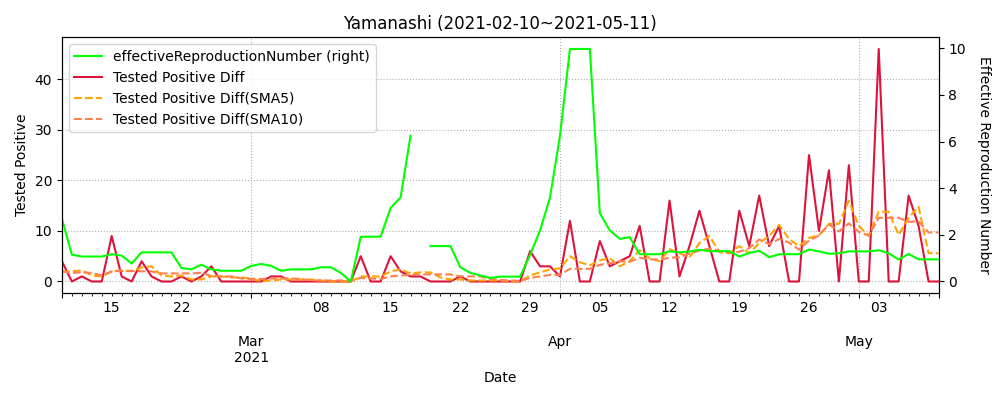 Yamanashi (2021-02-10~2021-05-11)
effectiveReproductionNumber (right)
Tested Positive Diff
Tested Positive Diff(SMA5)
Tested Positive Diff(SMA10)
Tested Positive
0
10
20
30
40
Effective Reproduction Number
0
2
4
6
8
10
15
22
08
15
22
29
05
12
19
26
03
Mar
2021
Apr
May
Date